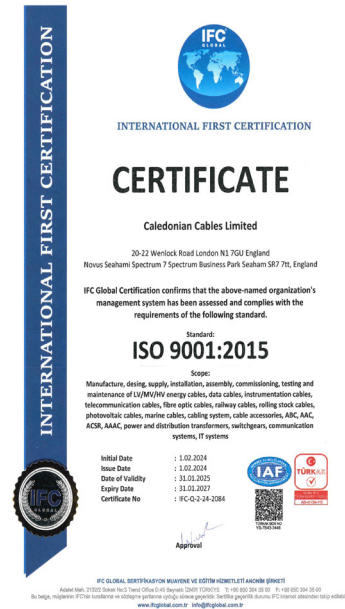 IFC
GLOBAL
INTERNATIONAL FIRST CERTIFICATION
INTERNATIONAL FIRST CERTIFICATION
CERTIFICATE
Caledonian Cables Limited
20-22 Wenlock Road London N1 7GU England
Novus Seahami Spectrum 7 Spectrum Business Park Seaham SR7 7tt, England
IFC Global Certification confirms that the above-named organization's
management system has been assessed and complies with the
requirements of the following standard.
Standard:
ISO 9001:2015
Scope:
Manufacture, desing, supply, installation, assembly, commissioning, testing and
maintenance of LV/MV/HV energy cables, data cables, instrumentation cables,
telecommunication cables, fibre optic cables, railway cables, rolling stock cables,
photovoltaic cables, marine cables, cabling system, cable accessories, ABC, AAC,
ACSR, AAAC, power and distribution transformers, switchgears, communication
systems, IT systems
Initial Date : 1.02.2024
Issue Date : 1.02.2024
Date of Validity : 31.01.2025
Expiry Date : 31.01.2027
Certificate No : IFC-Q-2-24-2084
IAF
TÜRKAK
IFC
GLOBAL
Approval
IFC GLOBAL SERTİFİKASYON MUAYENE VE EĞİTİM HİZMETLERİ ANONİM ŞİRKETİ
www.ifcglobal.com.tr info@ifcglobal.com.tr